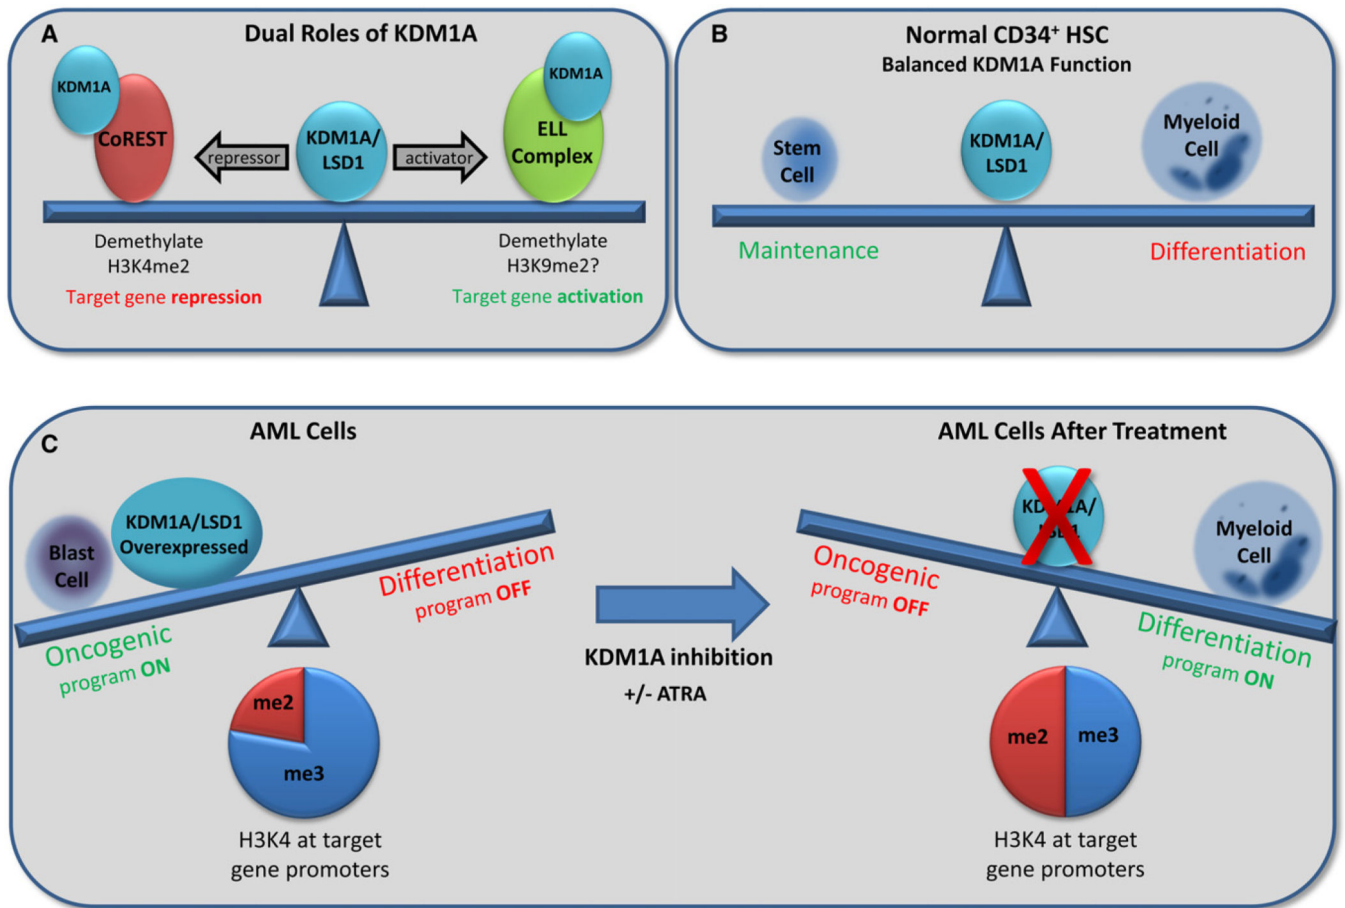 A
Dual Roles of KDM1A
KDM1A
CoREST
repressor
KDM1A/
LSD1
activator
KDM1A
ELL
Complex
Demethylate
H3K4me2
Target gene repression
Demethylate
H3K9me2?
Target gene activation
B
Normal CD34⁺ HSC
Balanced KDM1A Function
Stem
Cell
KDM1A/
LSD1
Myeloid
Cell
Maintenance
Differentiation
C
AML Cells
Blast
Cell
KDM1A/LSD1
Overexpressed
Oncogenic
program ON
Differentiation
program OFF
me2
me3
H3K4 at target
gene promoters
KDM1A inhibition
+/- ATRA
AML Cells After Treatment
KDM1A/
LSD1
Myeloid
Cell
Oncogenic
program OFF
Differentiation
program ON
me2
me3
H3K4 at target
gene promoters